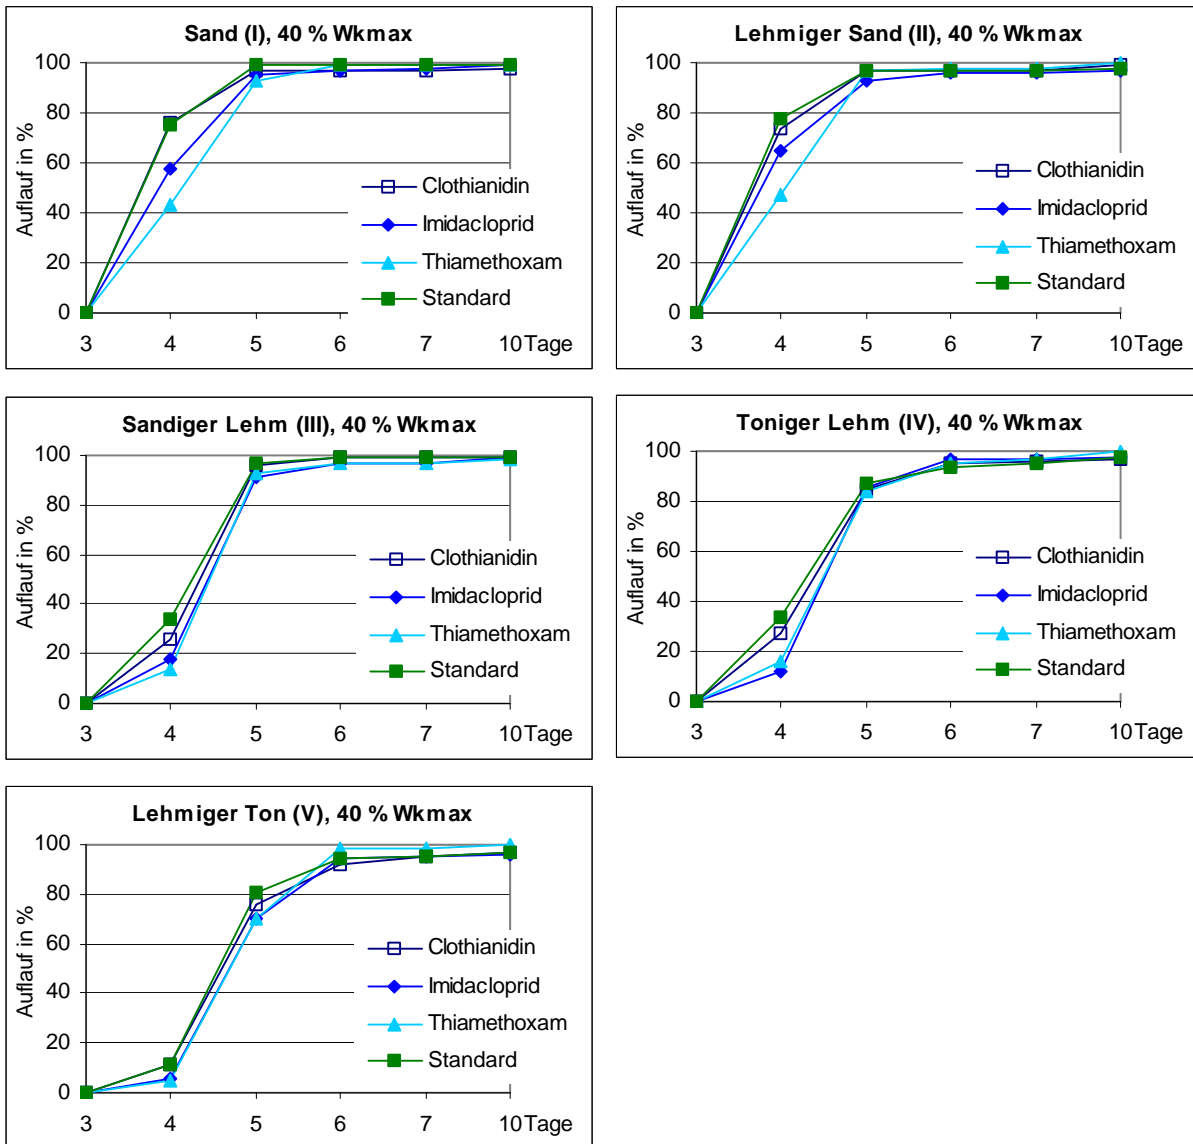 Sand (I), 40 % Wkmax
Auflauf in %
100
80
60
40
20
0
3 4 5 6 7 10 Tage
Clothianidin
Imidacloprid
Thiamethoxam
Standard
Lehmiger Sand (II), 40 % Wkmax
Auflauf in %
100
80
60
40
20
0
3 4 5 6 7 10 Tage
Clothianidin
Imidacloprid
Thiamethoxam
Standard
Sandiger Lehm (III), 40 % Wkmax
Auflauf in %
100
80
60
40
20
0
3 4 5 6 7 10 Tage
Clothianidin
Imidacloprid
Thiamethoxam
Standard
Toniger Lehm (IV), 40 % Wkmax
Auflauf in %
100
80
60
40
20
0
3 4 5 6 7 10 Tage
Clothianidin
Imidacloprid
Thiamethoxam
Standard
Lehmiger Ton (V), 40 % Wkmax
Auflauf in %
100
80
60
40
20
0
3 4 5 6 7 10 Tage
Clothianidin
Imidacloprid
Thiamethoxam
Standard